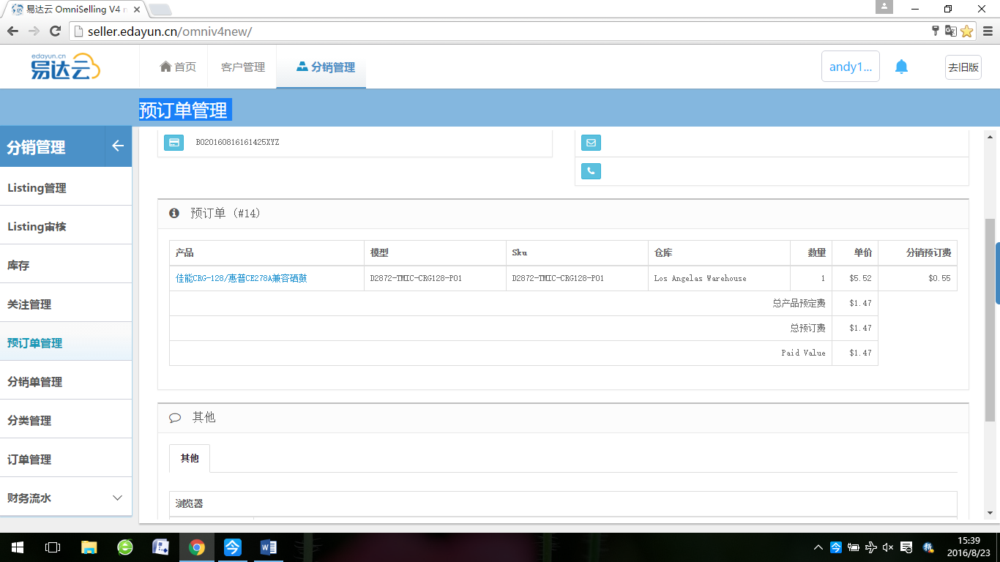 易达云 OmniSelling V4 n
seller.edayun.cn/omniv4new/
edayun.cn
易达云
首页
客户管理
分销管理
andy1...
去旧版
预订单管理
分销管理
Listing管理
Listing审核
库存
关注管理
预订单管理
分销单管理
分类管理
订单管理
财务流水
BO20160816161425XYZ
预订单 (#14)
产品 模型 Sku 仓库 数量 单价 分销预订费
佳能CRG-128/惠普CE278A兼容硒鼓 D2872-TMIC-CRG128-P01 D2872-TMIC-CRG128-P01 Los Angelas Warehouse 1 $5.52 $0.55
总产品预定费 $1.47
总预订费 $1.47
Paid Value $1.47
其他
其他
浏览器
15:39
2016/8/23